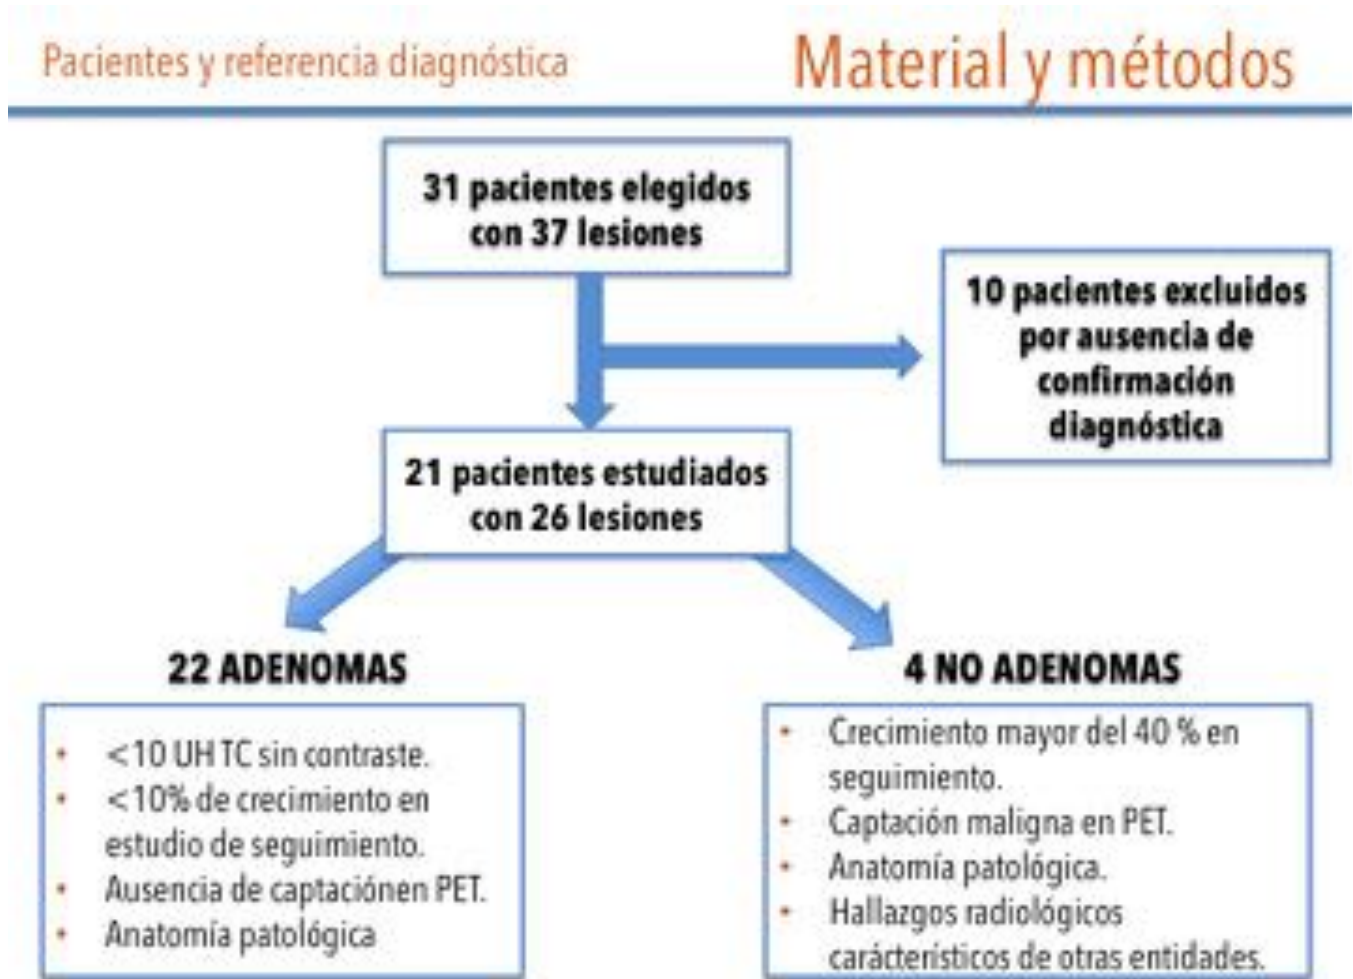 Pacientes y referencia diagnóstica
Material y métodos
31 pacientes elegidos
con 37 lesiones
10 pacientes excluidos
por ausencia de
confirmación
diagnóstica
21 pacientes estudiados
con 26 lesiones
22 ADENOMAS
• <10 UH TC sin contraste.
• <10% de crecimiento en
estudio de seguimiento.
• Ausencia de captaciónen PET.
• Anatomía patológica
4 NO ADENOMAS
• Crecimiento mayor del 40 % en
seguimiento.
• Captación maligna en PET.
• Anatomía patológica.
• Hallazgos radiológicos
carácterísticos de otras entidades.